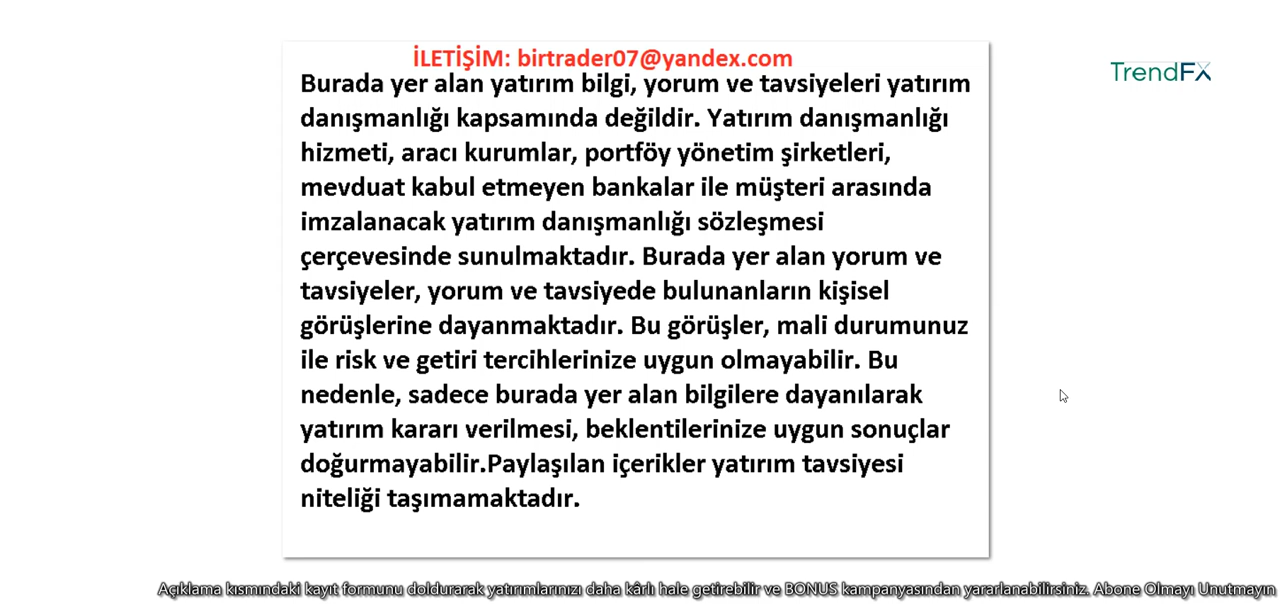 İLETİŞİM: birtrader07@yandex.com
TrendFX
Burada yer alan yatırım bilgi, yorum ve tavsiyeleri yatırım
danışmanlığı kapsamında değildir. Yatırım danışmanlığı
hizmeti, aracı kurumlar, portföy yönetim şirketleri,
mevduat kabul etmeyen bankalar ile müşteri arasında
imzalanacak yatırım danışmanlığı sözleşmesi
çerçevesinde sunulmaktadır. Burada yer alan yorum ve
tavsiyeler, yorum ve tavsiyede bulunanların kişisel
görüşlerine dayanmaktadır. Bu görüşler, mali durumunuz
ile risk ve getiri tercihlerinize uygun olmayabilir. Bu
nedenle, sadece burada yer alan bilgilere dayanılarak
yatırım kararı verilmesi, beklentilerinize uygun sonuçlar
doğurmayabilir.Paylaşılan içerikler yatırım tavsiyesi
niteliği taşımamaktadır.
Açıklama kısmındaki kayıt formunu doldurarak yatırımlarınızı daha kârlı hale getirebilir ve BONUS kampanyasından yararlanabilirsiniz. Abone Olmayı Unutmayın